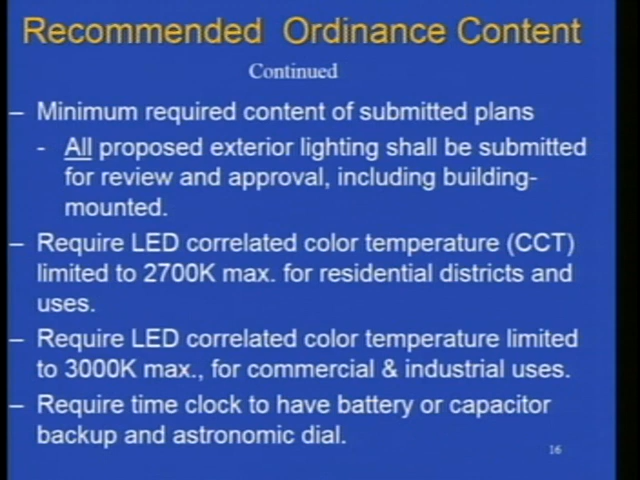 Recommended Ordinance Content
Continued
– Minimum required content of submitted plans
- All proposed exterior lighting shall be submitted
for review and approval, including building-
mounted.
– Require LED correlated color temperature (CCT)
limited to 2700K max. for residential districts and
uses.
– Require LED correlated color temperature limited
to 3000K max., for commercial & industrial uses.
– Require time clock to have battery or capacitor
backup and astronomic dial.
16